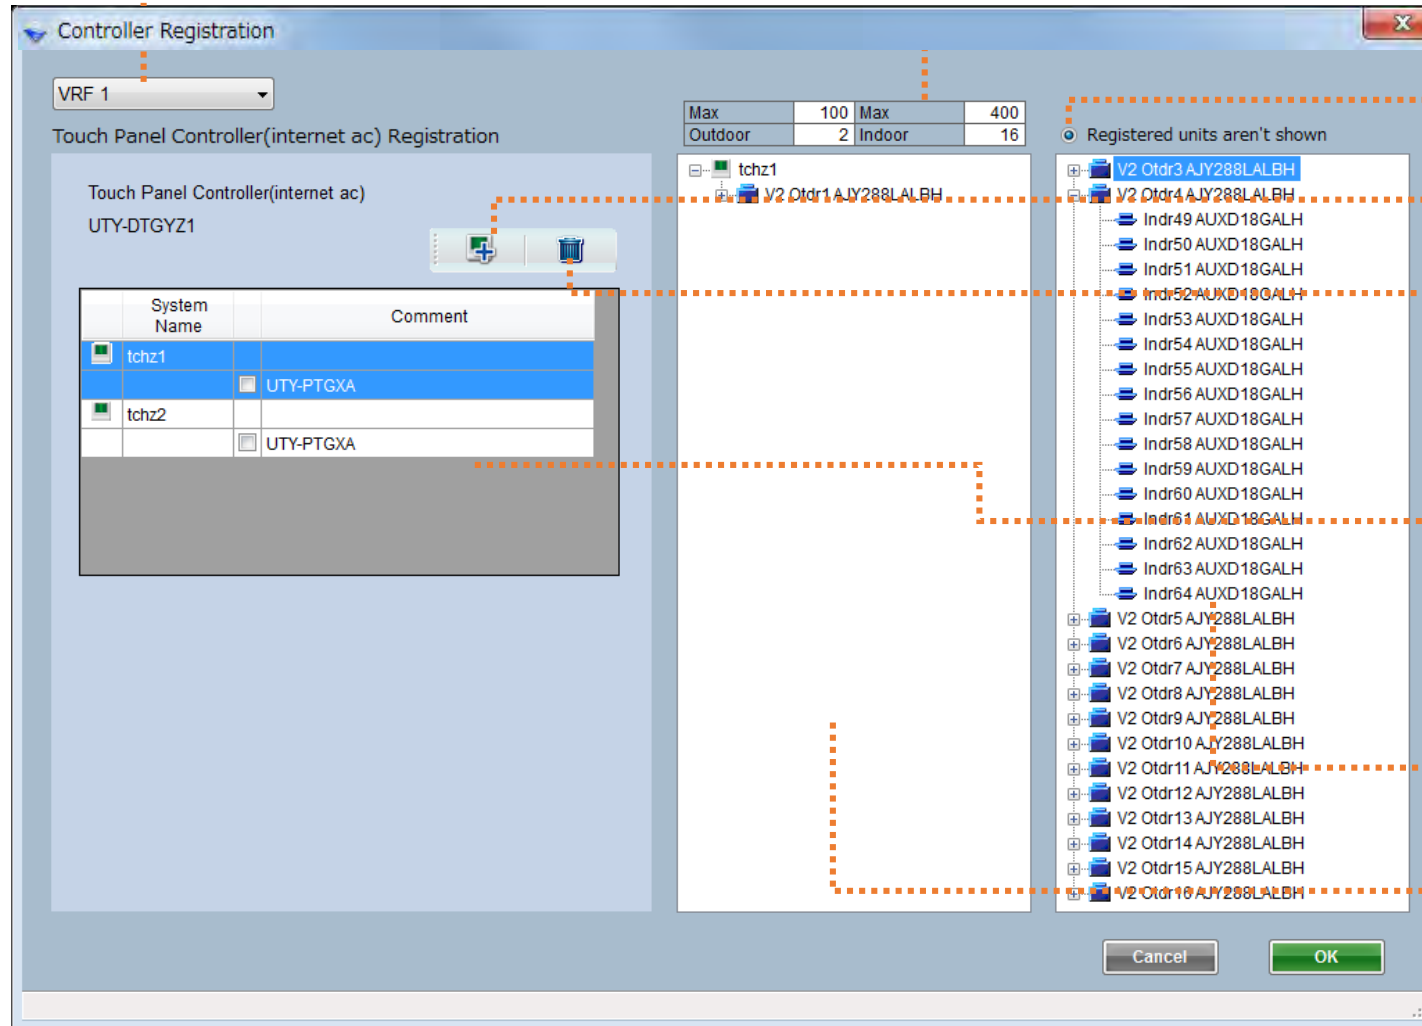 Controller Registration
X
VRF 1
Touch Panel Controller(internet ac) Registration
Touch Panel Controller(internet ac)
UTY-DTGYZ1
System Name Comment
tchz1
UTY-PTGXA
tchz2
UTY-PTGXA
Max 100 Max 400
Outdoor 2 Indoor 16
tchz1
V2 Otdr1 AJY288LALBH
Registered units aren't shown
V2 Otdr3 AJY288LALBH
V2 Otdr4 AJY288LALBH
Indr49 AUXD18GALH
Indr50 AUXD18GALH
Indr51 AUXD18GALH
Indr52 AUXD18GALH
Indr53 AUXD18GALH
Indr54 AUXD18GALH
Indr55 AUXD18GALH
Indr56 AUXD18GALH
Indr57 AUXD18GALH
Indr58 AUXD18GALH
Indr59 AUXD18GALH
Indr60 AUXD18GALH
Indr61 AUXD18GALH
Indr62 AUXD18GALH
Indr63 AUXD18GALH
Indr64 AUXD18GALH
V2 Otdr5 AJY288LALBH
V2 Otdr6 AJY288LALBH
V2 Otdr7 AJY288LALBH
V2 Otdr8 AJY288LALBH
V2 Otdr9 AJY288LALBH
V2 Otdr10 AJY288LALBH
V2 Otdr11 AJY288LALBH
V2 Otdr12 AJY288LALBH
V2 Otdr13 AJY288LALBH
V2 Otdr14 AJY288LALBH
V2 Otdr15 AJY288LALBH
V2 Otdr16 AJY288LALBH
Cancel
OK